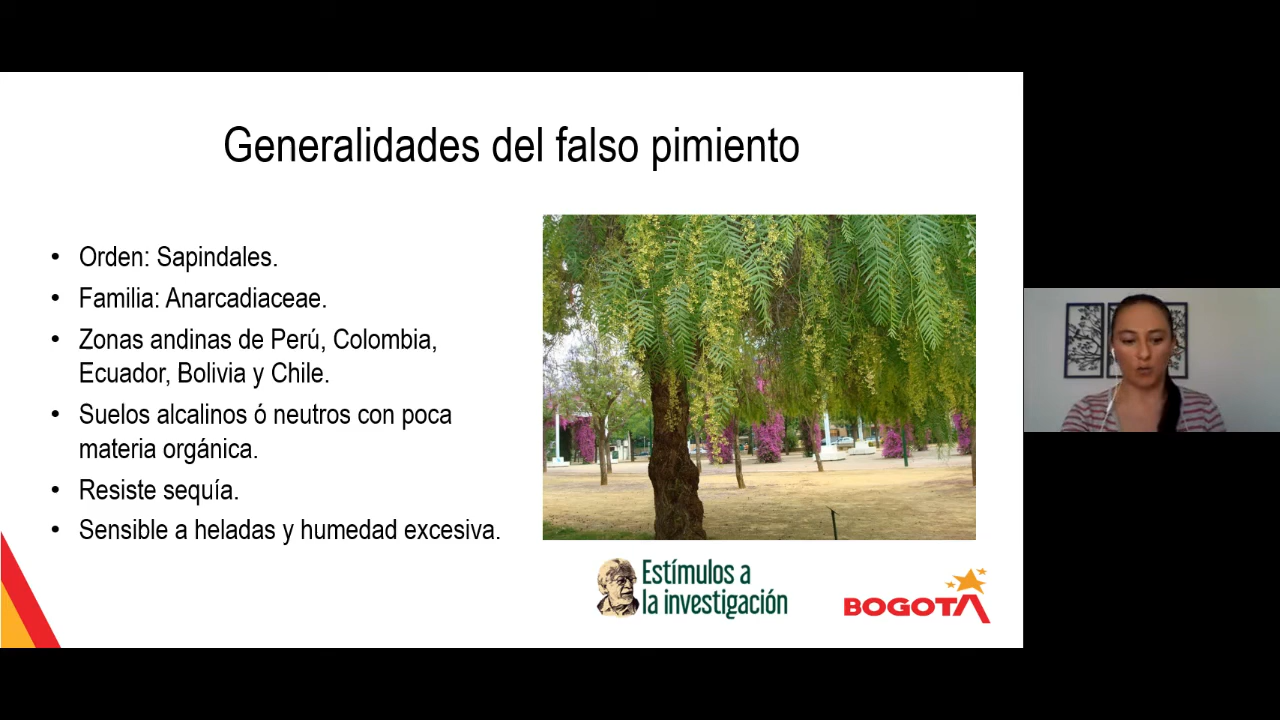 Generalidades del falso pimiento
• Orden: Sapindales.
• Familia: Anarcadiaceae.
• Zonas andinas de Perú, Colombia,
Ecuador, Bolivia y Chile.
• Suelos alcalinos ó neutros con poca
materia orgánica.
• Resiste sequía.
• Sensible a heladas y humedad excesiva.
Estímulos a
la investigación
BOGOTA